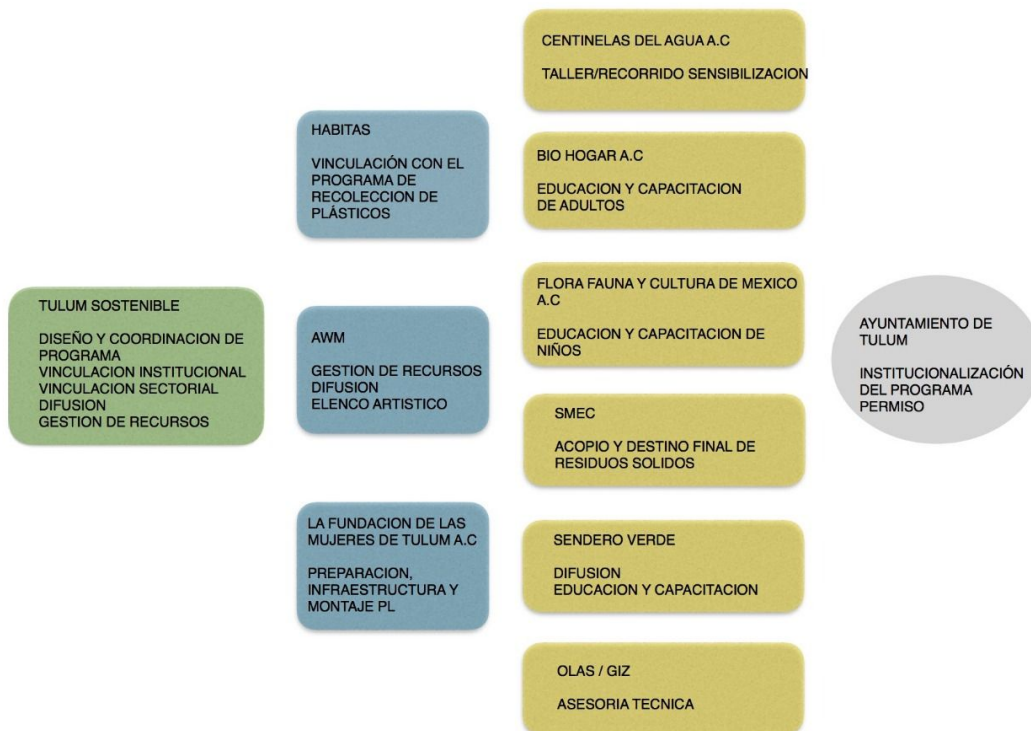 TULUM SOSTENIBLE
DISEÑO Y COORDINACION DE
PROGRAMA
VINCULACION INSTITUCIONAL
VINCULACION SECTORIAL
DIFUSION
GESTION DE RECURSOS
HABITAS
VINCULACIÓN CON EL
PROGRAMA DE
RECOLECCION DE
PLÁSTICOS
AWM
GESTION DE RECURSOS
DIFUSION
ELENCO ARTISTICO
LA FUNDACION DE LAS
MUJERES DE TULUM A.C
PREPARACION,
INFRAESTRUCTURA Y
MONTAJE PL
CENTINELAS DEL AGUA A.C
TALLER/RECORRIDO SENSIBILIZACION
BIO HOGAR A.C
EDUCACION Y CAPACITACION
DE ADULTOS
FLORA FAUNA Y CULTURA DE MEXICO
A.C
EDUCACION Y CAPACITACION DE
NIÑOS
SMEC
ACOPIO Y DESTINO FINAL DE
RESIDUOS SOLIDOS
SENDERO VERDE
DIFUSION
EDUCACION Y CAPACITACION
OLAS / GIZ
ASESORIA TECNICA
AYUNTAMIENTO DE
TULUM
INSTITUCIONALIZACIÓN
DEL PROGRAMA
PERMISO